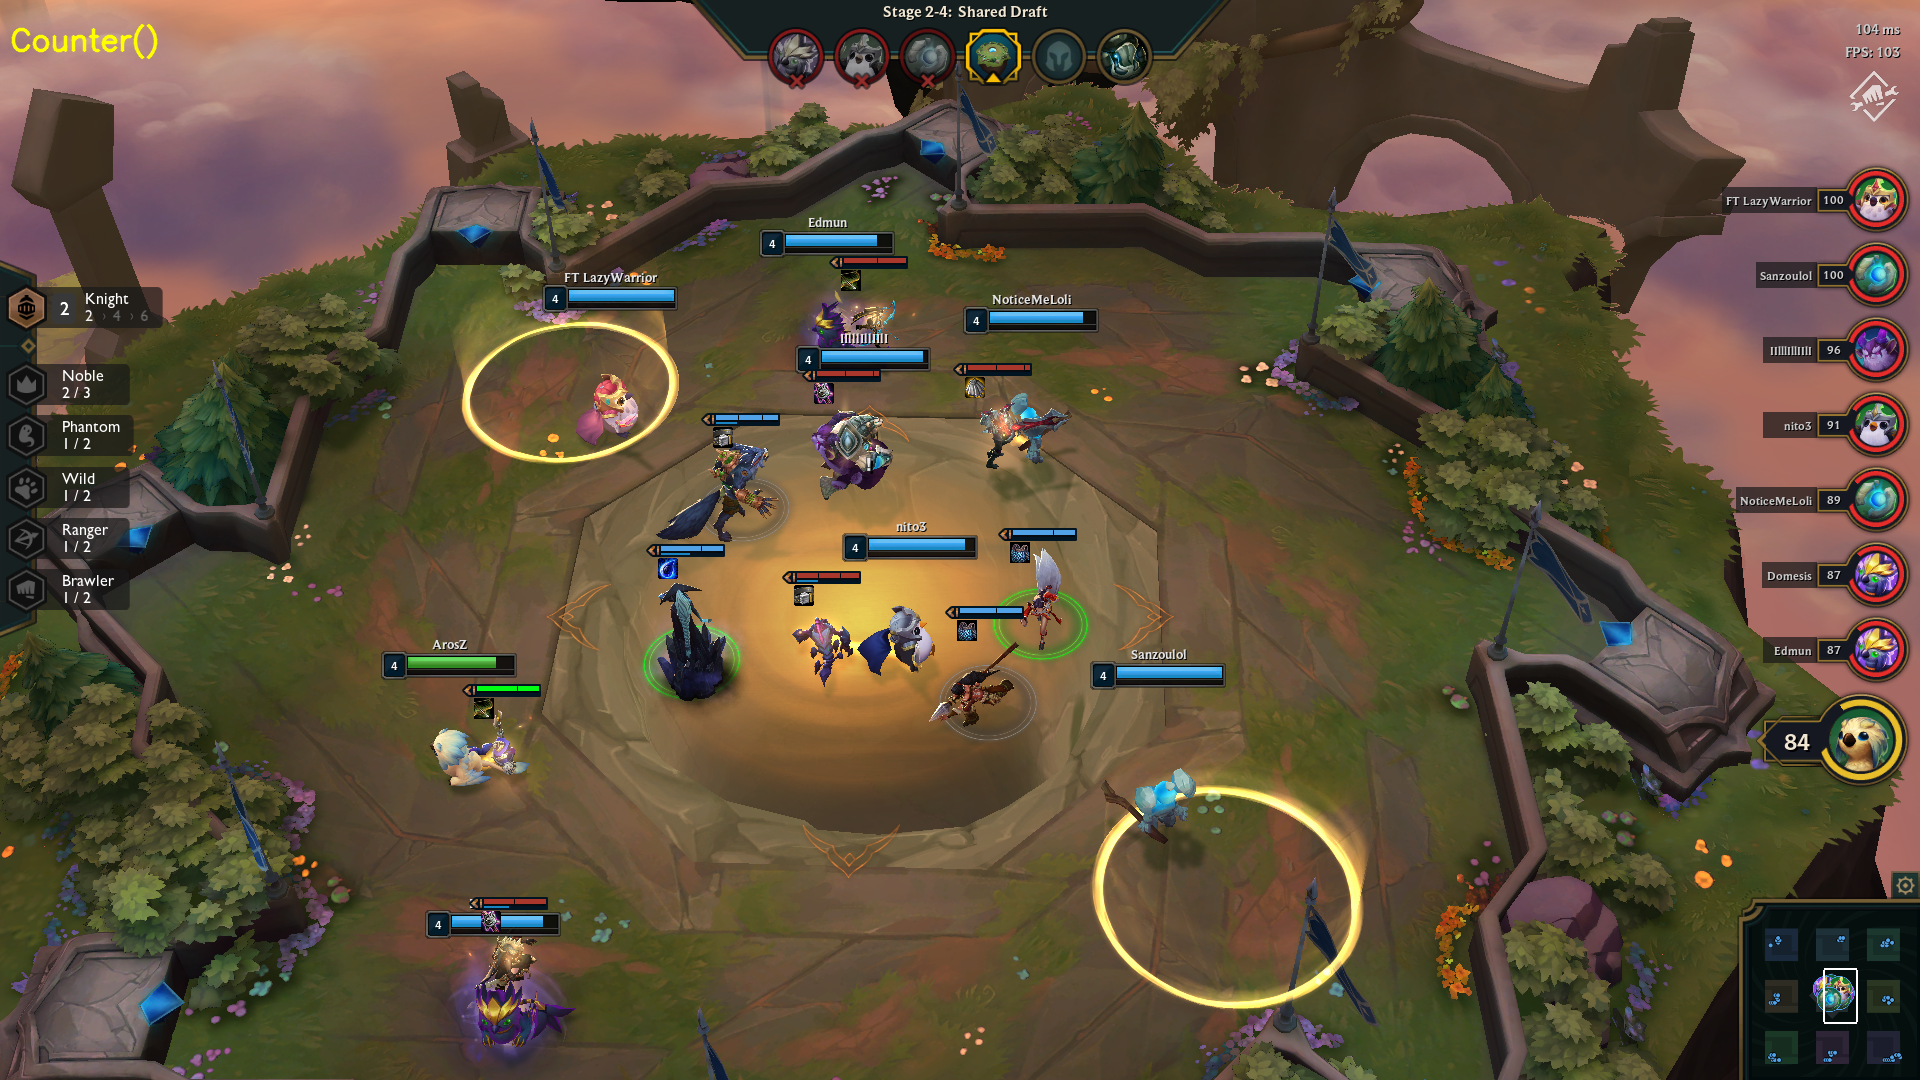 Stage 2-4: Shared Draft
Counter()
104 ms
FPS: 103
Edmun
4
FT LazyWarrior
4
NoticeMeLoli
4
4
FT LazyWarrior 100
Sanzoulol 100
96
nito3 91
NoticeMeLoli 89
Domesis 87
Edmun 87
84
2 Knight
2 › 4 › 6
Noble
2 / 3
Phantom
1 / 2
Wild
1 / 2
Ranger
1 / 2
Brawler
1 / 2
nito3
4
ArosZ
4
Sanzoulol
4
4